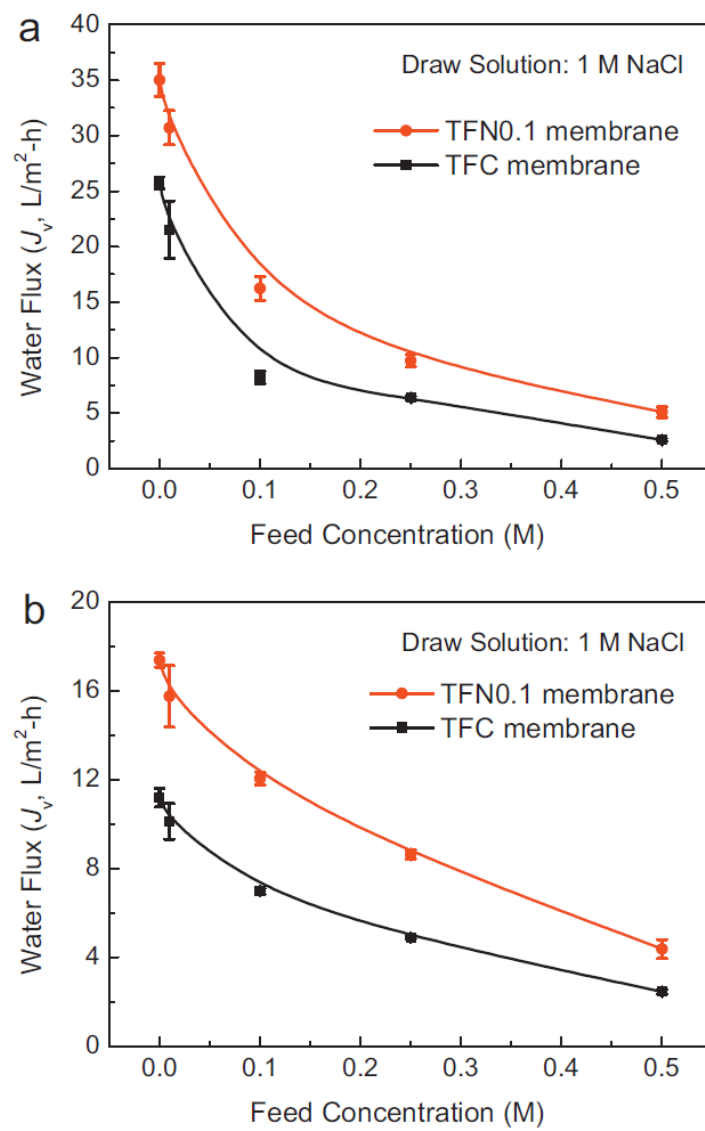 a
Draw Solution: 1 M NaCl
TFN0.1 membrane
TFC membrane
Water Flux (Jv, L/m²-h)
40
35
30
25
20
15
10
5
0
0.0 0.1 0.2 0.3 0.4 0.5
Feed Concentration (M)
b
Draw Solution: 1 M NaCl
TFN0.1 membrane
TFC membrane
Water Flux (Jv, L/m²-h)
20
16
12
8
4
0
0.0 0.1 0.2 0.3 0.4 0.5
Feed Concentration (M)